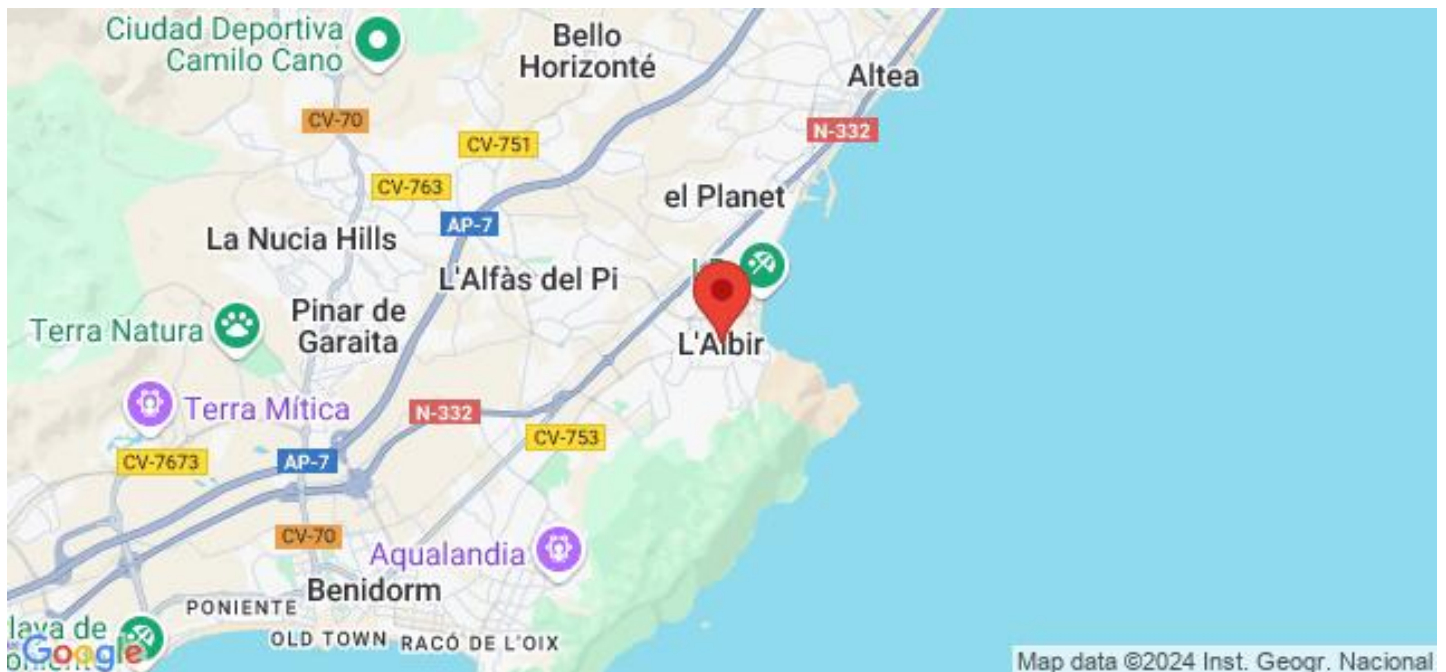 Ciudad Deportiva
Camilo Cano
Bello
Horizonté
Altea
CV-70
N-332
CV-751
CV-763
el Planet
AP-7
La Nucia Hills
L'Alfàs del Pi
Pinar de
Garaita
Terra Natura
L'Albir
Terra Mítica
N-332
CV-753
CV-7673
AP-7
CV-70
Aqualandia
Benidorm
PONIENTE
OLD TOWN
RACÓ DE L'OIX
Google
Map data ©2024 Inst. Geogr. Nacional